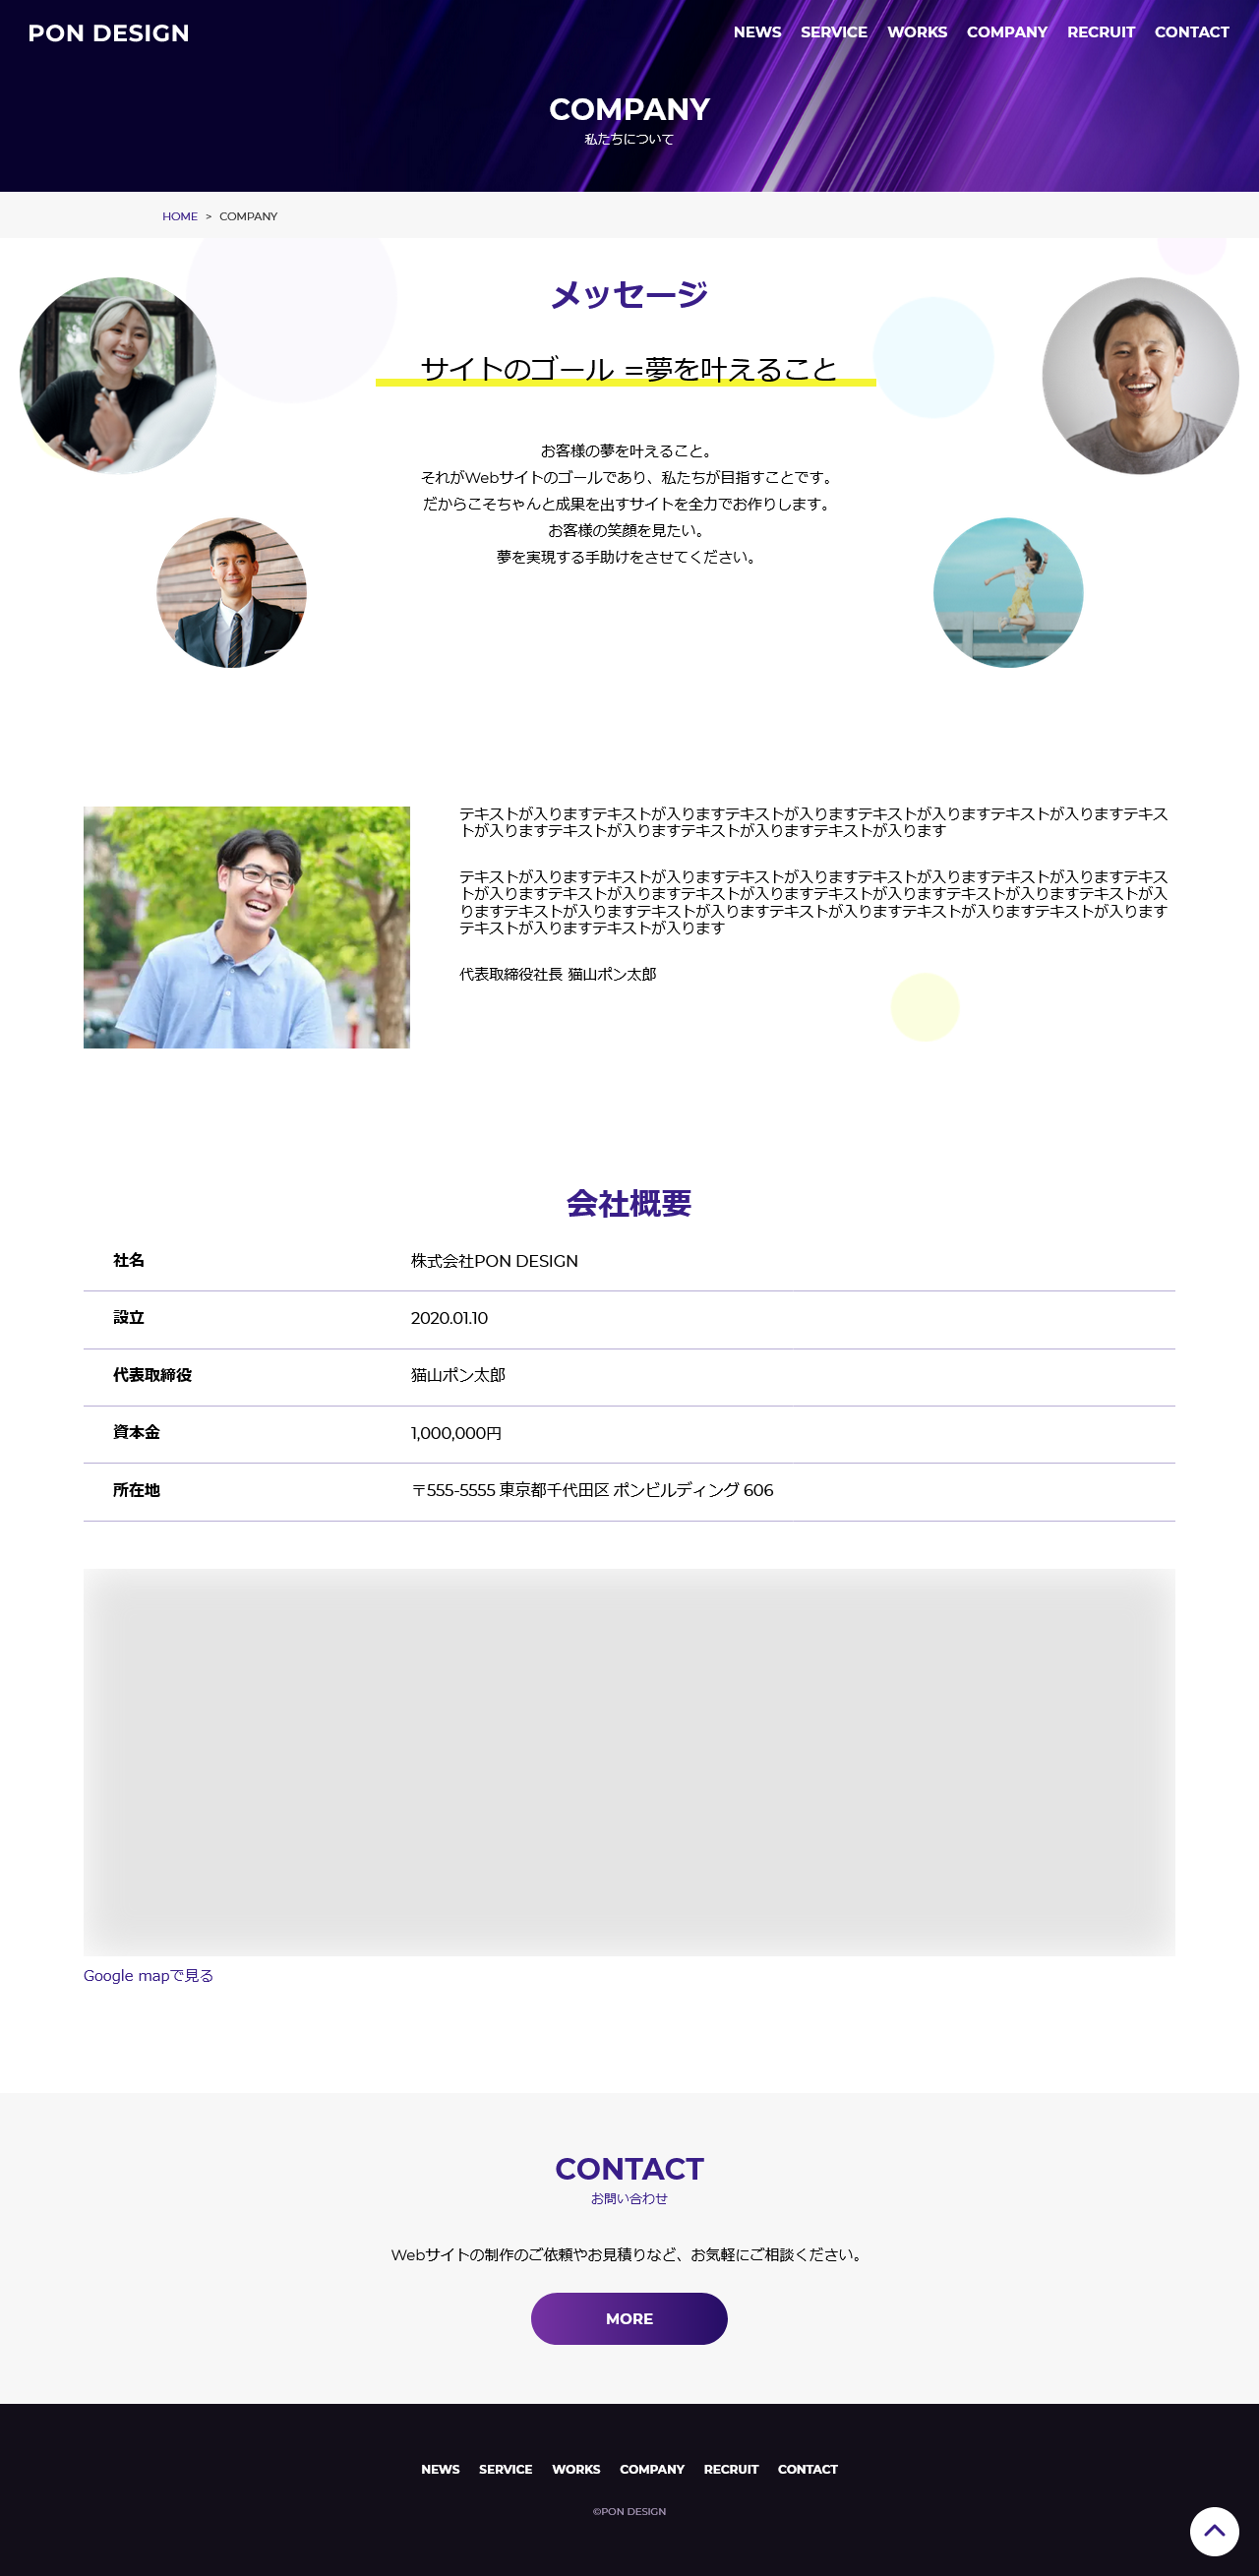 PON DESIGN
NEWS SERVICE WORKS COMPANY RECRUIT CONTACT
COMPANY
私たちについて
HOME > COMPANY
メッセージ
サイトのゴール =夢を叶えること
お客様の夢を叶えること。
それがWebサイトのゴールであり、私たちが目指すことです。
だからこそちゃんと成果を出すサイトを全力でお作りします。
お客様の笑顔を見たい。
夢を実現する手助けをさせてください。
テキストが入りますテキストが入りますテキストが入りますテキストが入りますテキストが入りますテキス
トが入りますテキストが入りますテキストが入りますテキストが入ります
テキストが入りますテキストが入りますテキストが入りますテキストが入りますテキストが入りますテキス
トが入りますテキストが入りますテキストが入りますテキストが入りますテキストが入りますテキストが入
りますテキストが入りますテキストが入りますテキストが入りますテキストが入りますテキストが入ります
テキストが入りますテキストが入ります
代表取締役社長 猫山ポン太郎
会社概要
社名 株式会社PON DESIGN
設立 2020.01.10
代表取締役 猫山ポン太郎
資本金 1,000,000円
所在地 〒555-5555 東京都千代田区 ポンビルディング 606
Google mapで見る
CONTACT
お問い合わせ
Webサイトの制作のご依頼やお見積りなど、お気軽にご相談ください。
MORE
NEWS SERVICE WORKS COMPANY RECRUIT CONTACT
©PON DESIGN